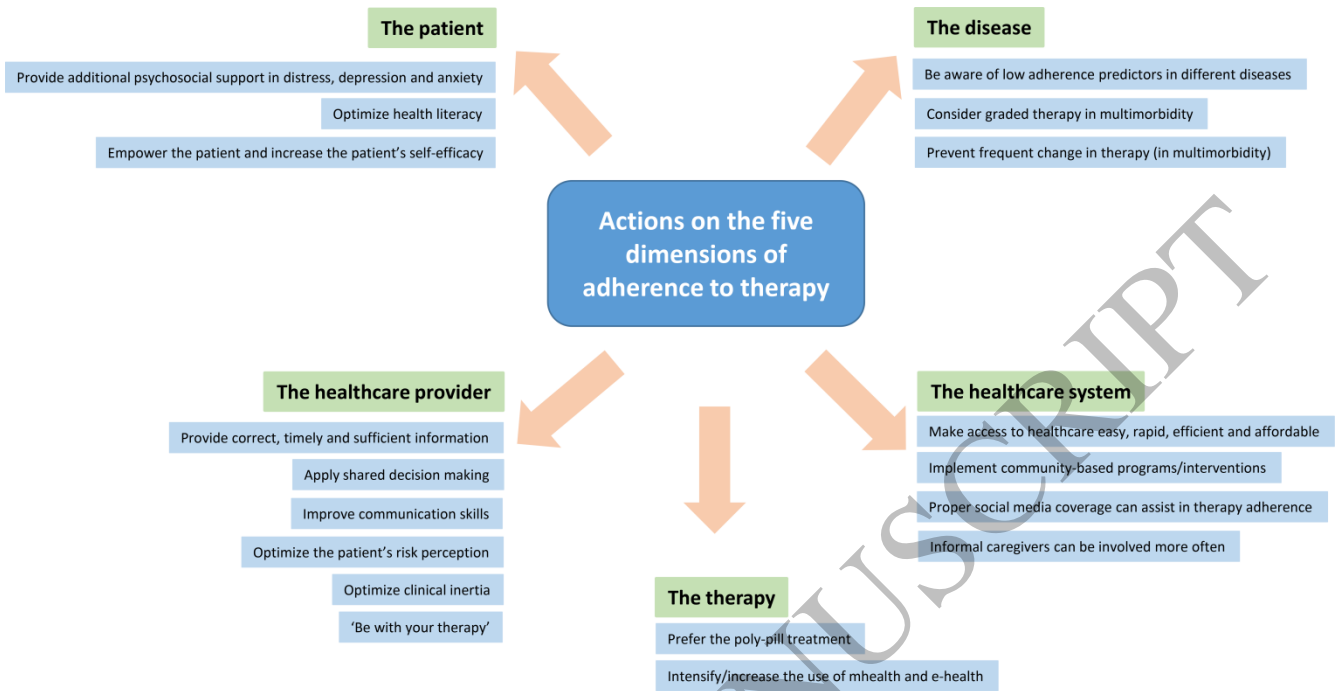 The patient
Provide additional psychosocial support in distress, depression and anxiety
Optimize health literacy
Empower the patient and increase the patient's self-efficacy
The disease
Be aware of low adherence predictors in different diseases
Consider graded therapy in multimorbidity
Prevent frequent change in therapy (in multimorbidity)
Actions on the five
dimensions of
adherence to therapy
The healthcare provider
Provide correct, timely and sufficient information
Apply shared decision making
Improve communication skills
Optimize the patient's risk perception
Optimize clinical inertia
'Be with your therapy'
The healthcare system
Make access to healthcare easy, rapid, efficient and affordable
Implement community-based programs/interventions
Proper social media coverage can assist in therapy adherence
Informal caregivers can be involved more often
The therapy
Prefer the poly-pill treatment
Intensify/increase the use of mhealth and e-health
NUSCRIPT